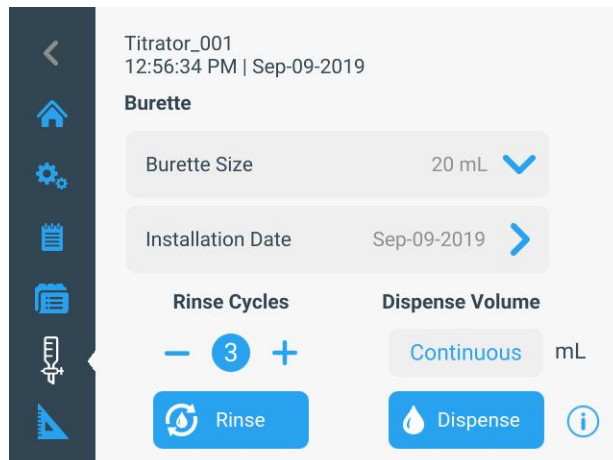 Titrator_001
12:56:34 PM | Sep-09-2019
Burette
Burette Size 20 mL
Installation Date Sep-09-2019
Rinse Cycles Dispense Volume
3 Continuous mL
Rinse Dispense